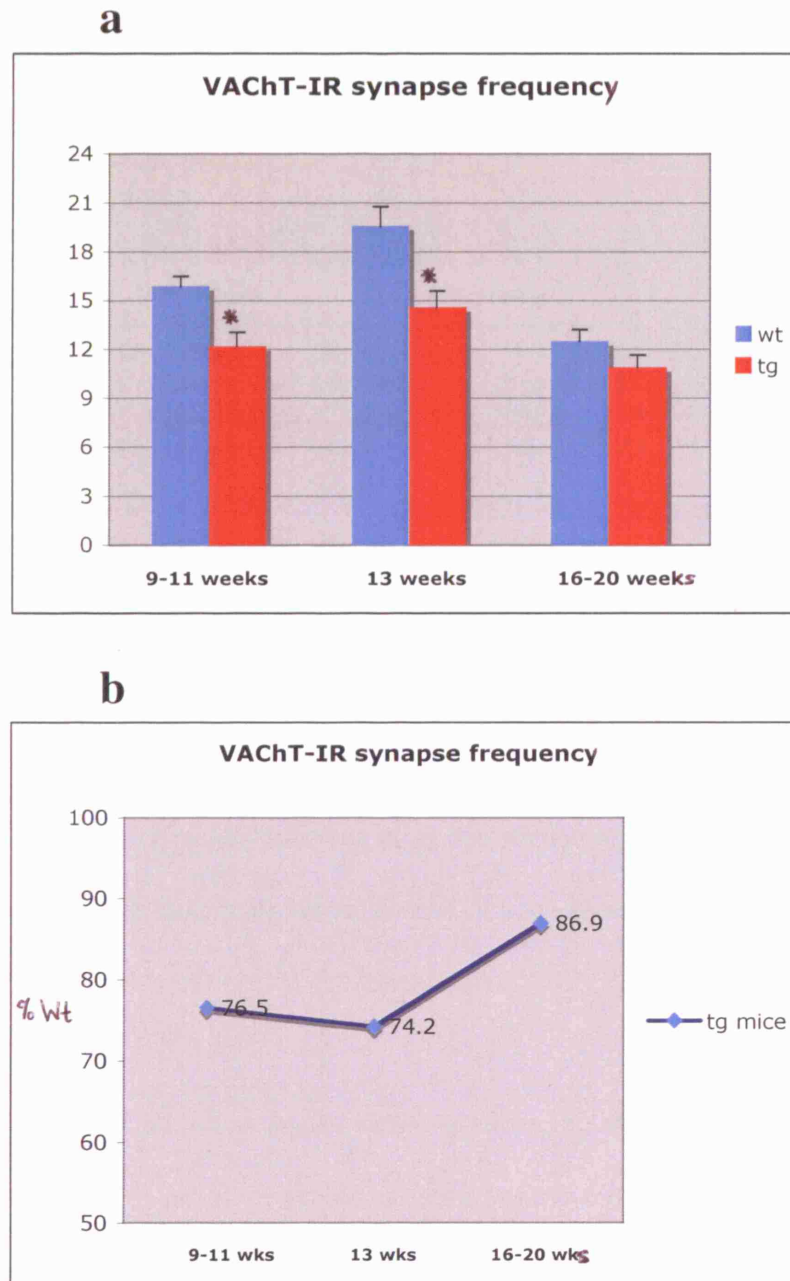 a
VAChT-IR synapse frequency
24
21
18
15
12
9
6
3
0
*
*
wt
tg
9-11 weeks 13 weeks 16-20 weeks
b
VAChT-IR synapse frequency
100
90
80
70
60
50
% Wt
76.5
74.2
86.9
tg mice
9-11 wks 13 wks 16-20 wks